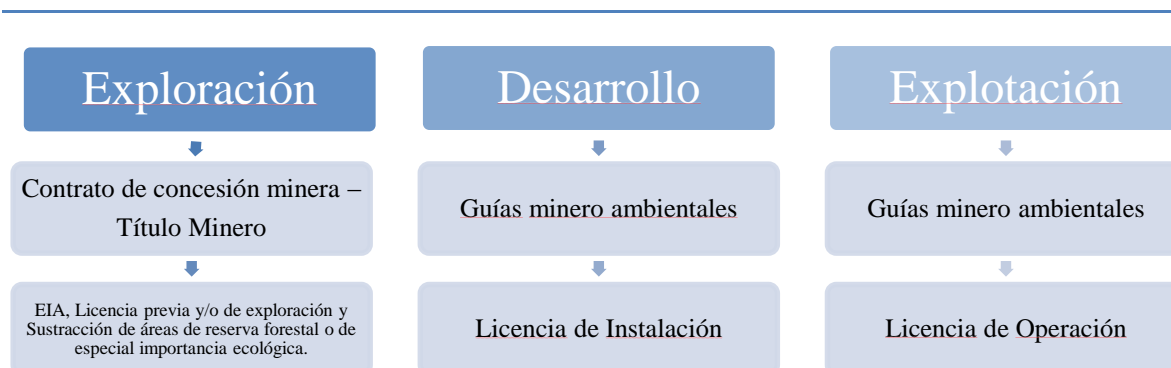 Exploración
Contrato de concesión minera –
Título Minero
EIA, Licencia previa y/o de exploración y
Sustracción de áreas de reserva forestal o de
especial importancia ecológica.
Desarrollo
Guías minero ambientales
Licencia de Instalación
Explotación
Guías minero ambientales
Licencia de Operación